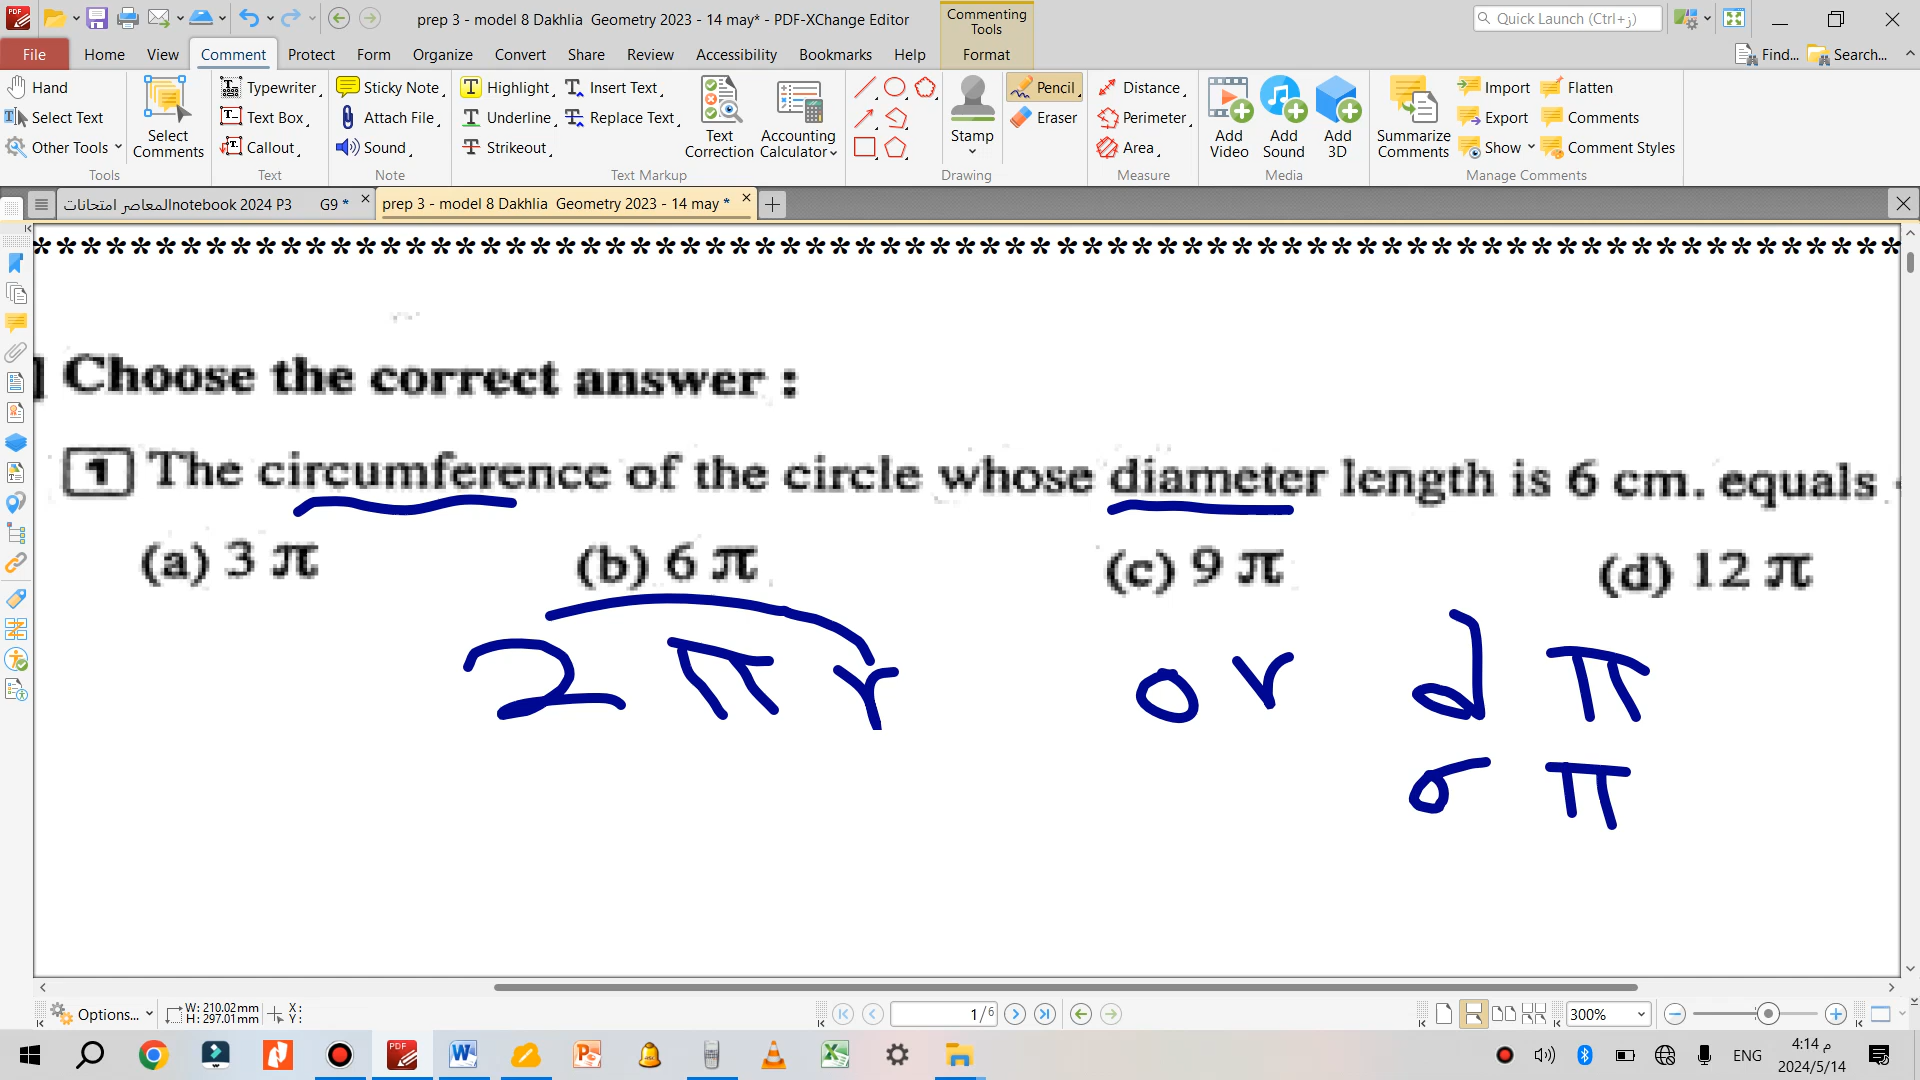 prep 3 - model 8 Dakhlia  Geometry 2023 - 14 may* - PDF-XChange Editor
Commenting Tools
Quick Launch (Ctrl+ز)
File Home View Comment Protect Form Organize Convert Share Review Accessibility Bookmarks Help Format Find... Search...
Hand
Select Text
Other Tools
Select Comments
Tools
Typewriter
Text Box
Callout
Text
Sticky Note
Attach File
Sound
Note
Highlight
Underline
Strikeout
Insert Text
Replace Text
Text Correction
Accounting Calculator
Text Markup
Drawing
Stamp
Pencil
Eraser
Distance
Perimeter
Area
Measure
Add Video
Add Sound
Add 3D
Media
Summarize Comments
Import
Export
Show
Flatten
Comments
Comment Styles
Manage Comments
المعاصر امتحاناتnotebook 2024 P3 G9 *
prep 3 - model 8 Dakhlia  Geometry 2023 - 14 may *
Choose the correct answer :
1 The circumference of the circle whose diameter length is 6 cm. equals
(a) 3 π (b) 6 π (c) 9 π (d) 12 π
2 π r or d π
6 π
Options...
W: 210.02mm
H: 297.01mm
X:
Y:
1/6
300%
ENG
4:14 م
2024/5/14